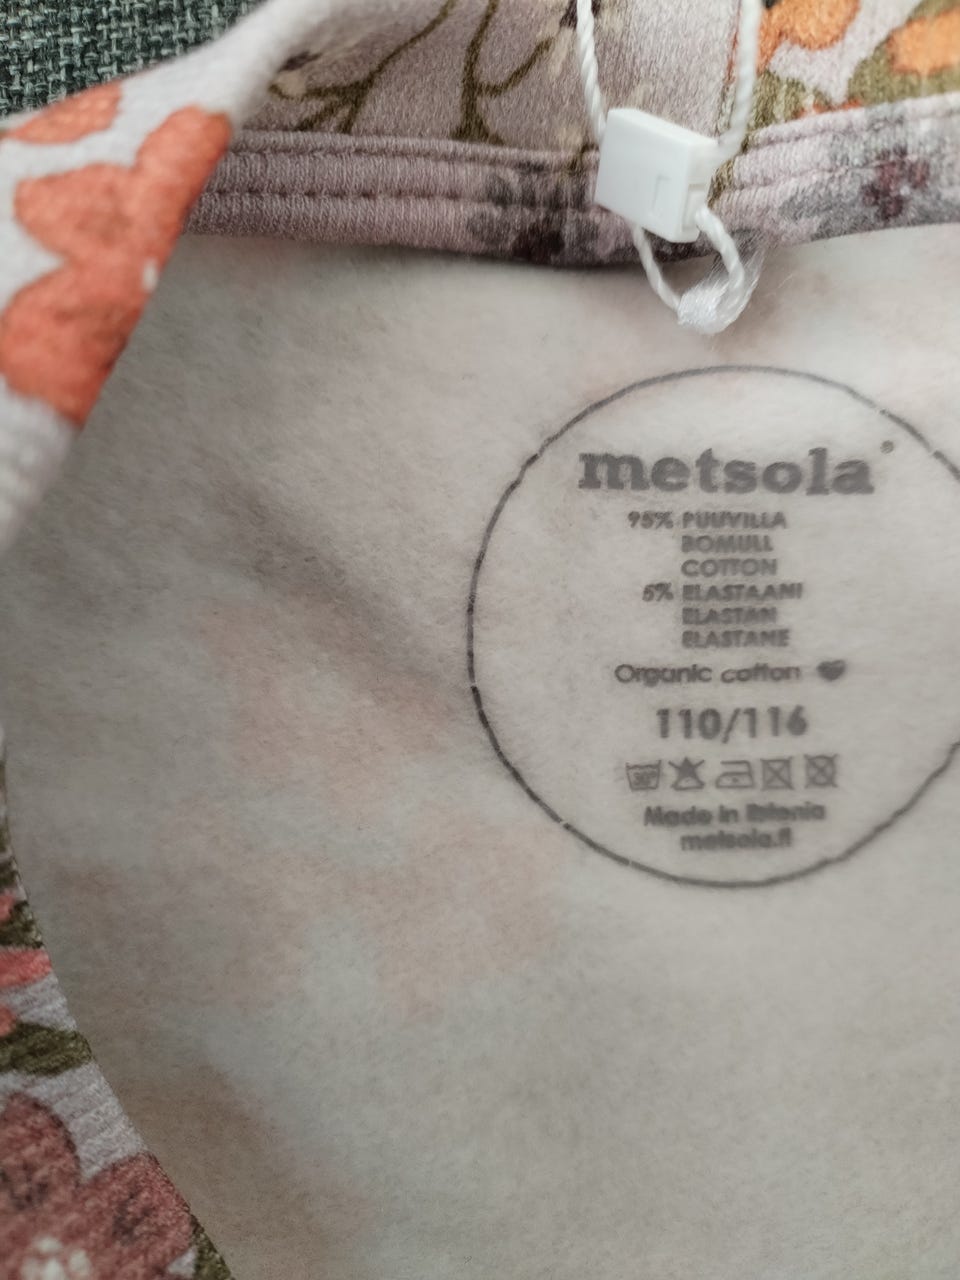 metsola
95% PUUVILLA
BOMULL
COTTON
5% ELASTAANI
ELASTAN
ELASTANE
Organic cotton
110/116
Made in Estonia
metsola.fi